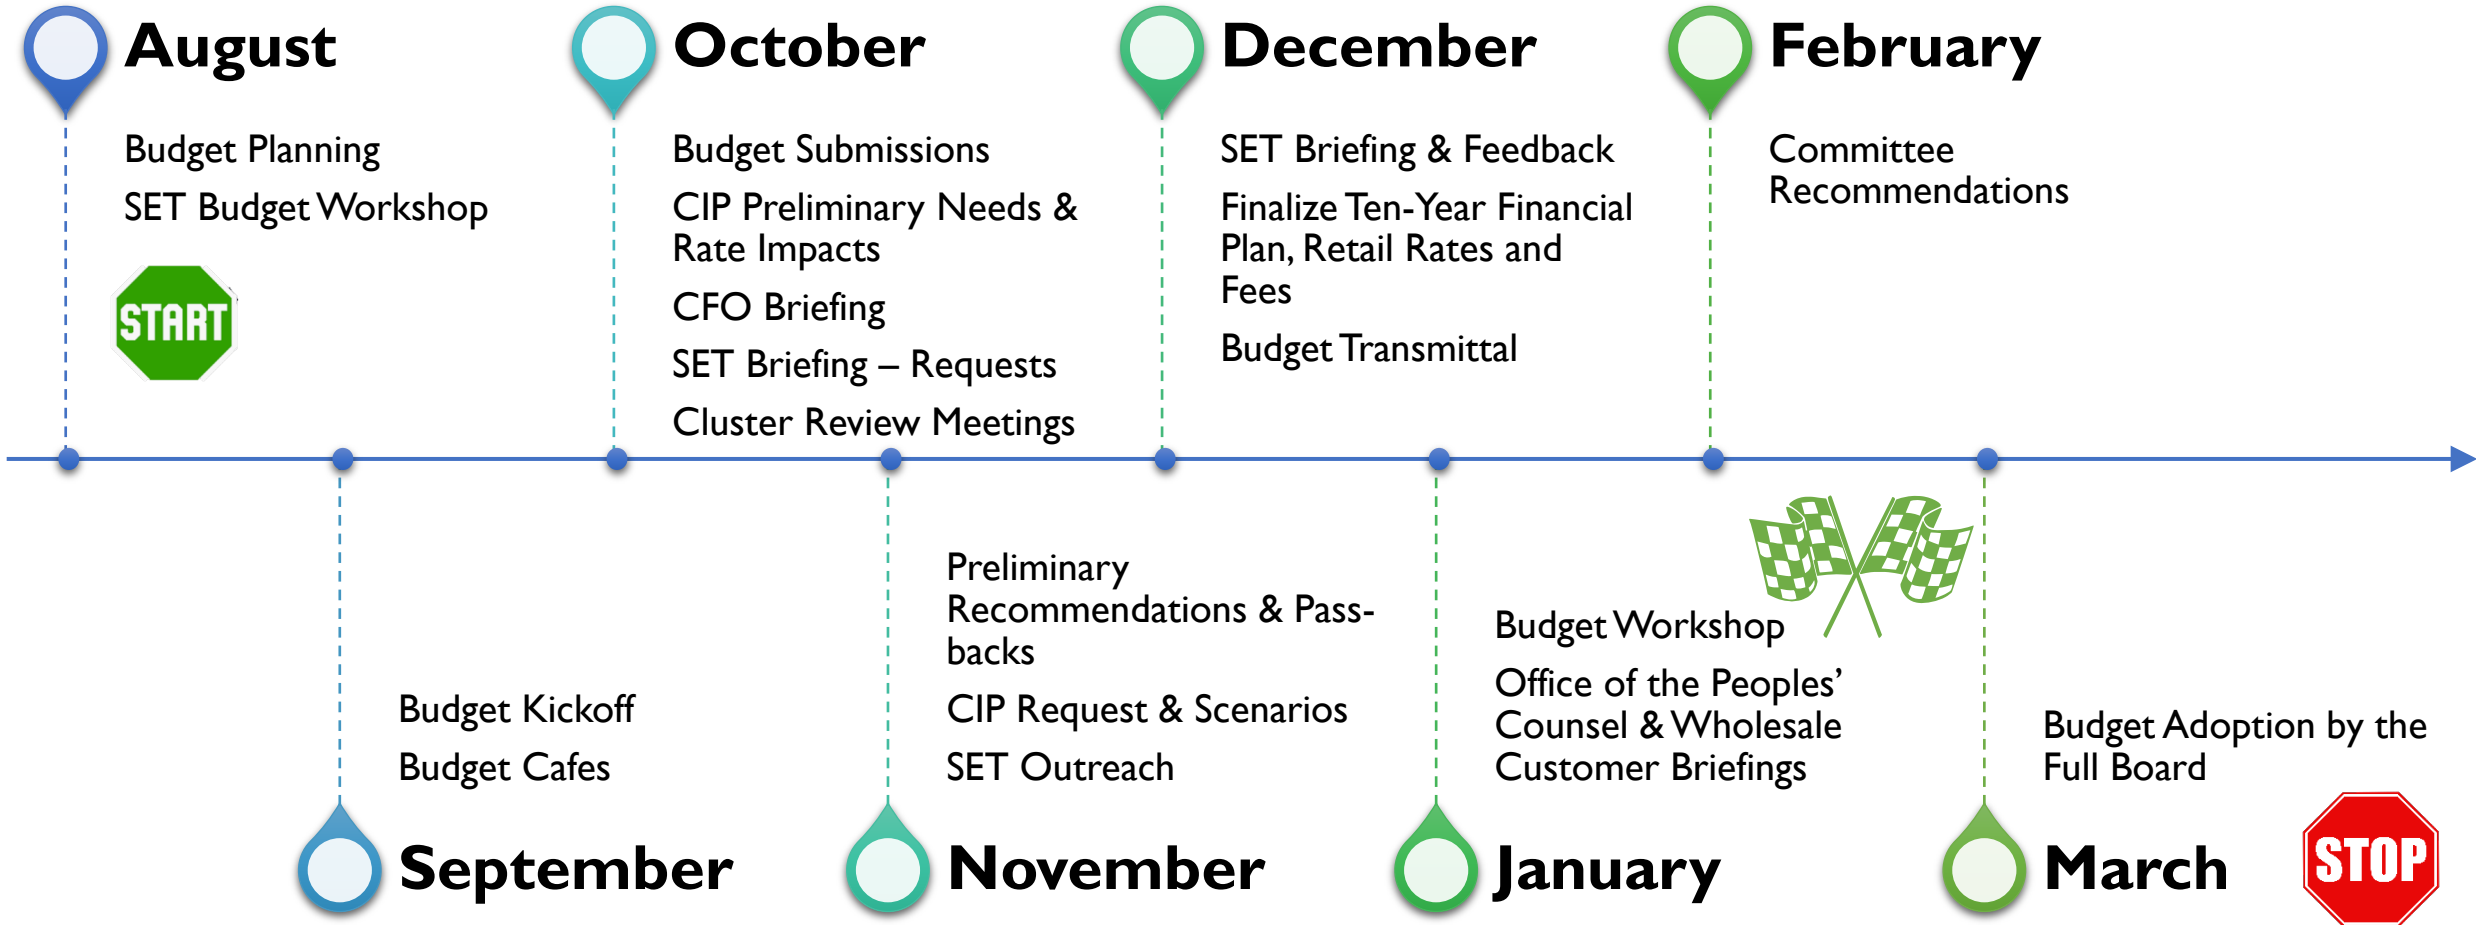 August
Budget Planning
SET Budget Workshop
START
September
Budget Kickoff
Budget Cafes
October
Budget Submissions
CIP Preliminary Needs &
Rate Impacts
CFO Briefing
SET Briefing – Requests
Cluster Review Meetings
November
Preliminary
Recommendations & Pass-
backs
CIP Request & Scenarios
SET Outreach
December
SET Briefing & Feedback
Finalize Ten-Year Financial
Plan, Retail Rates and
Fees
Budget Transmittal
January
Budget Workshop
Office of the Peoples’
Counsel & Wholesale
Customer Briefings
February
Committee
Recommendations
March
Budget Adoption by the
Full Board
STOP